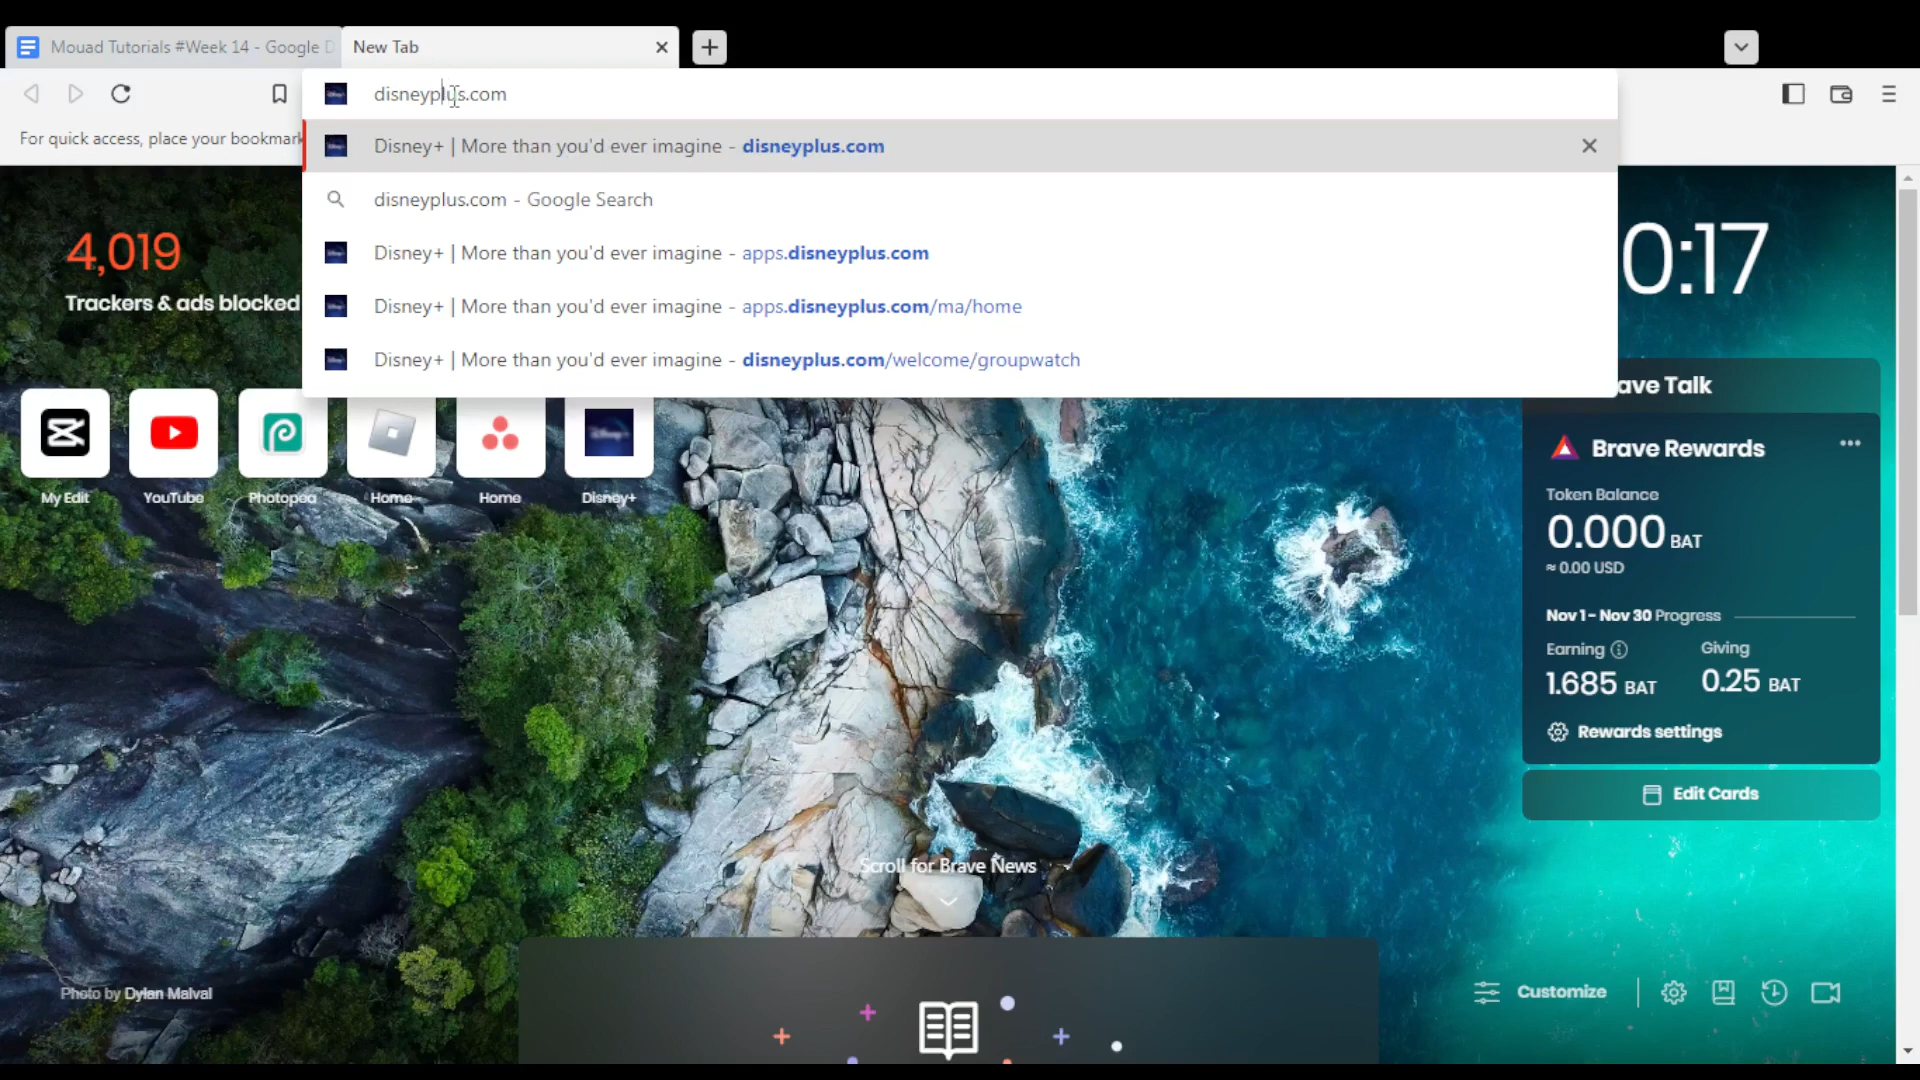 Mouad Tutorials #Week 14 - Google D
New Tab
disneyplus.com
For quick access, place your bookmark
Disney+ | More than you'd ever imagine - disneyplus.com
disneyplus.com - Google Search
Disney+ | More than you'd ever imagine - apps.disneyplus.com
Disney+ | More than you'd ever imagine - apps.disneyplus.com/ma/home
Disney+ | More than you'd ever imagine - disneyplus.com/welcome/groupwatch
4,019
Trackers & ads blocked
0:17
My Edit
YouTube
Photopea
Home
Home
Disney+
ave Talk
Brave Rewards
Token Balance
0.000 BAT
≈ 0.00 USD
Nov 1 - Nov 30 Progress
Earning
Giving
1.685 BAT
0.25 BAT
Rewards settings
Edit Cards
Scroll for Brave News
Photo by Dylan Malval
Customize